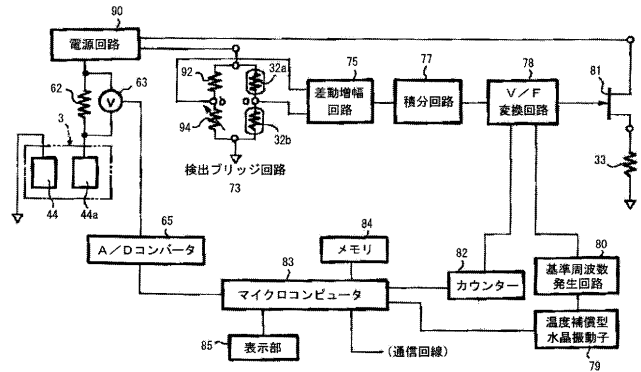 90
電源回路
62
63
V
3
44
44a
92
32a
94
32b
検出ブリッジ回路
73
75
差動増幅
回路
77
積分回路
78
V/F
変換回路
81
33
65
A/Dコンバータ
84
メモリ
83
マイクロコンピュータ
82
カウンター
80
基準周波数
発生回路
温度補償型
水晶振動子
79
85
表示部
(通信回線)